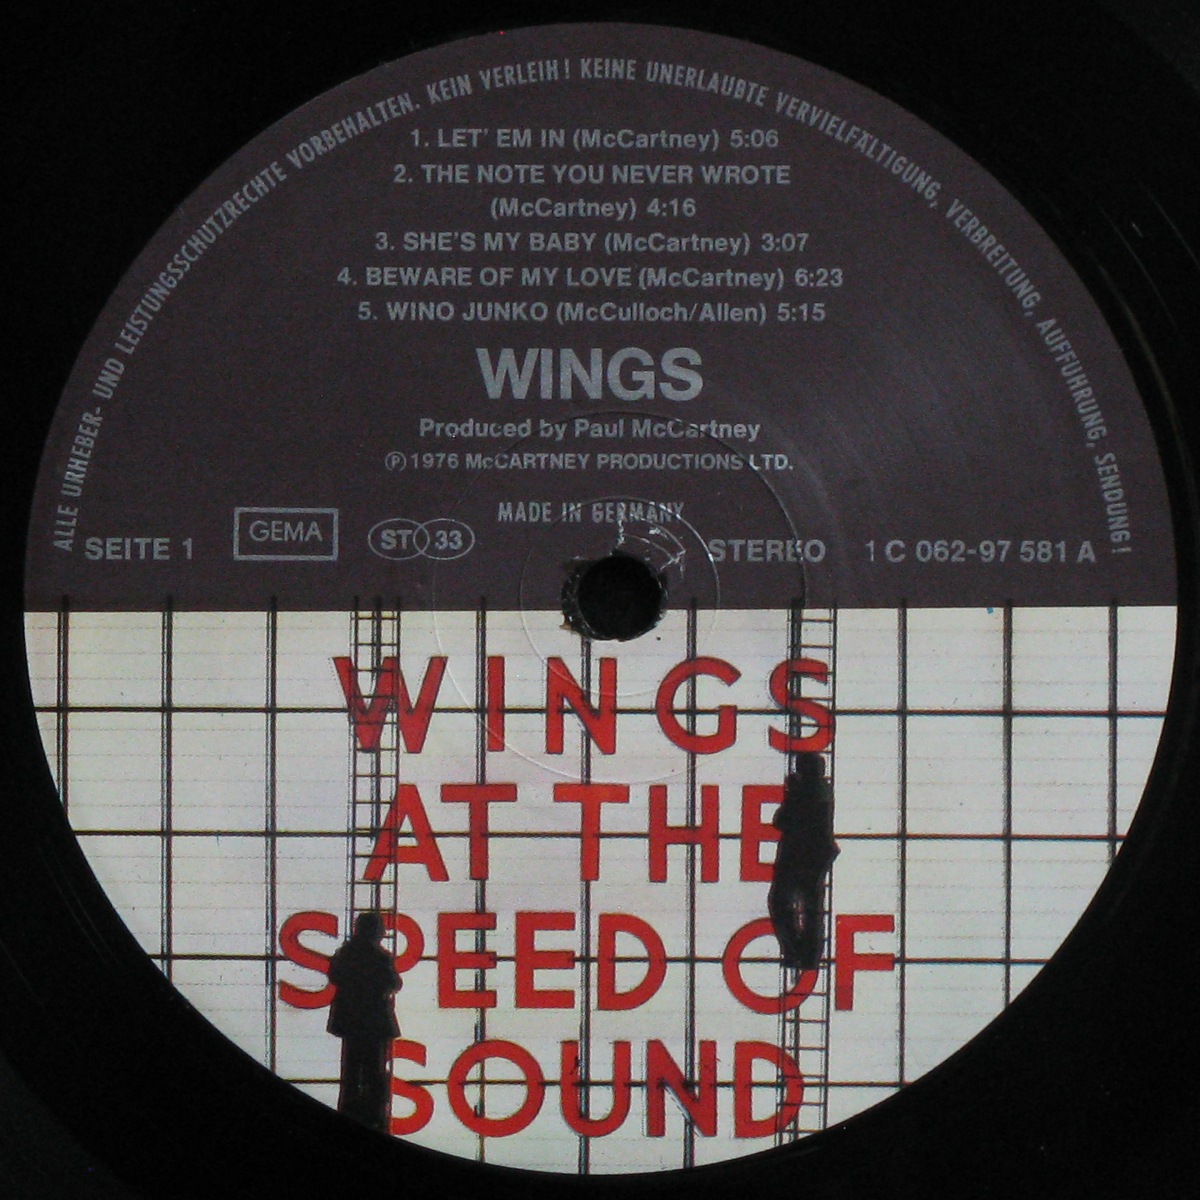 ALLE URHEBER- UND LEISTUNGSSCHUTZRECHTE VORBEHALTEN. KEIN VERLEIH! KEINE UNERLAUBTE VERVIELFÄLTIGUNG, VERBREITUNG, AUFFÜHRUNG, SENDUNG!
1. LET' EM IN (McCartney) 5:06
2. THE NOTE YOU NEVER WROTE
(McCartney) 4:16
3. SHE'S MY BABY (McCartney) 3:07
4. BEWARE OF MY LOVE (McCartney) 6:23
5. WINO JUNKO (McCulloch/Allen) 5:15
WINGS
Produced by Paul McCartney
℗ 1976 McCARTNEY PRODUCTIONS LTD.
MADE IN GERMANY
SEITE 1 GEMA ST 33 STEREO 1 C 062-97 581 A
WINGS
AT THE
SPEED OF
SOUND